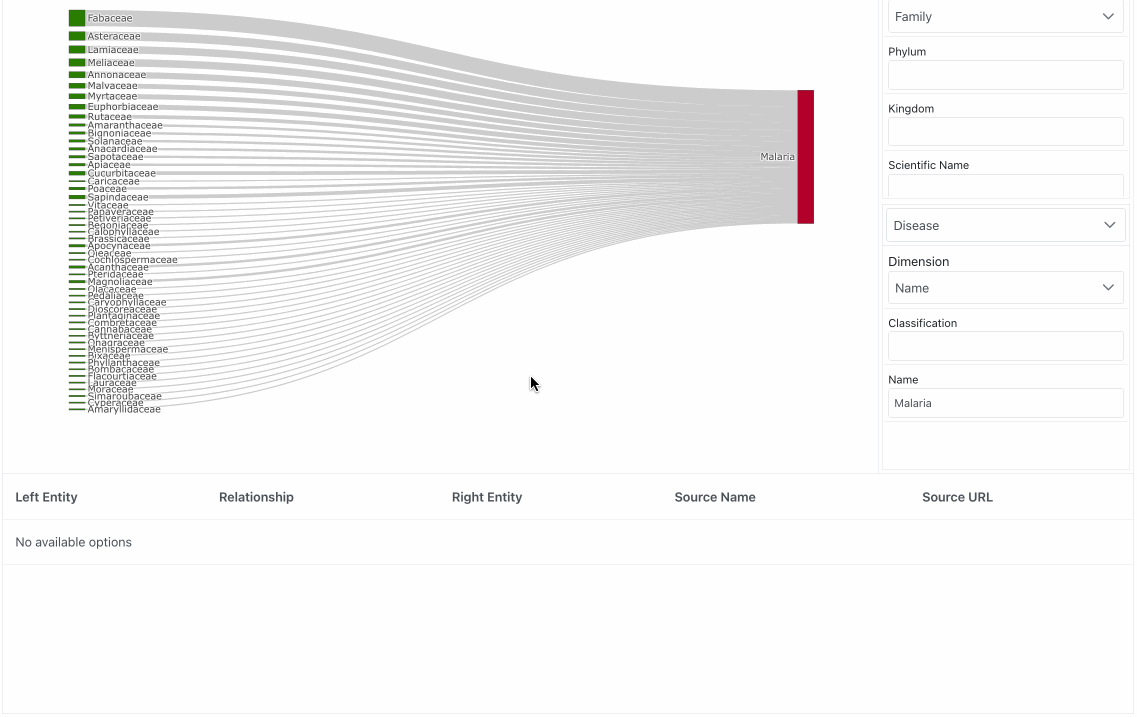 Fabaceae
Asteraceae
Lamiaceae
Meliaceae
Annonaceae
Malvaceae
Myrtaceae
Euphorbiaceae
Rutaceae
Amaranthaceae
Bignoniaceae
Solanaceae
Anacardiaceae
Sapotaceae
Apiaceae
Cucurbitaceae
Caricaceae
Poaceae
Sapindaceae
Vitaceae
Papaveraceae
Petiveriaceae
Begoniaceae
Calophyllaceae
Brassicaceae
Apocynaceae
Oleaceae
Cochlospermaceae
Acanthaceae
Pteridaceae
Magnoliaceae
Olacaceae
Pedaliaceae
Caryophyllaceae
Dioscoreaceae
Plantaginaceae
Combretaceae
Cannabaceae
Byttneriaceae
Onagraceae
Menispermaceae
Bixaceae
Phyllanthaceae
Bombacaceae
Flacourtiaceae
Lauraceae
Moraceae
Simaroubaceae
Cyperaceae
Amaryllidaceae
Malaria
Family
Phylum
Kingdom
Scientific Name
Disease
Dimension
Name
Classification
Name
Malaria
Left Entity Relationship Right Entity Source Name Source URL
No available options